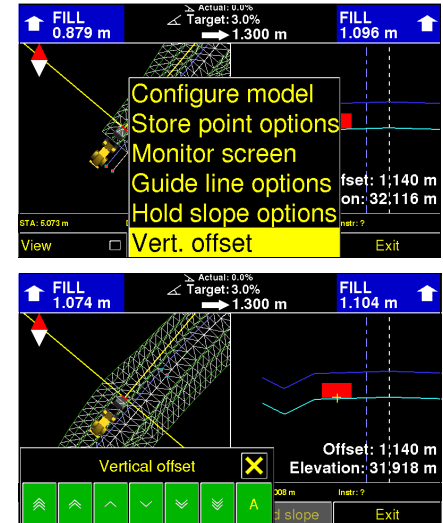 FILL
0.879 m
Actual: 0.0%
Target: 3.0%
1.300 m
FILL
1.096 m
Configure model
Store point options
Monitor screen
Guide line options
Hold slope options
Vert. offset
fset: 1,140 m
on: 32,116 m
STA: 5.073 m
Instr: ?
View
Exit
FILL
1.074 m
Actual: 0.0%
Target: 3.0%
1.300 m
FILL
1.104 m
Offset: 1,140 m
Elevation: 31,918 m
Vertical offset
008 m
Instr: ?
A
d slope
Exit